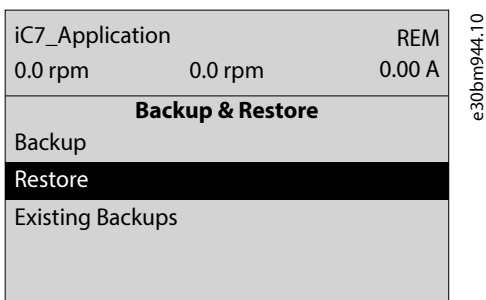 iC7_Application REM
0.0 rpm 0.0 rpm 0.00 A
Backup & Restore
Backup
Restore
Existing Backups
e30bm944.10